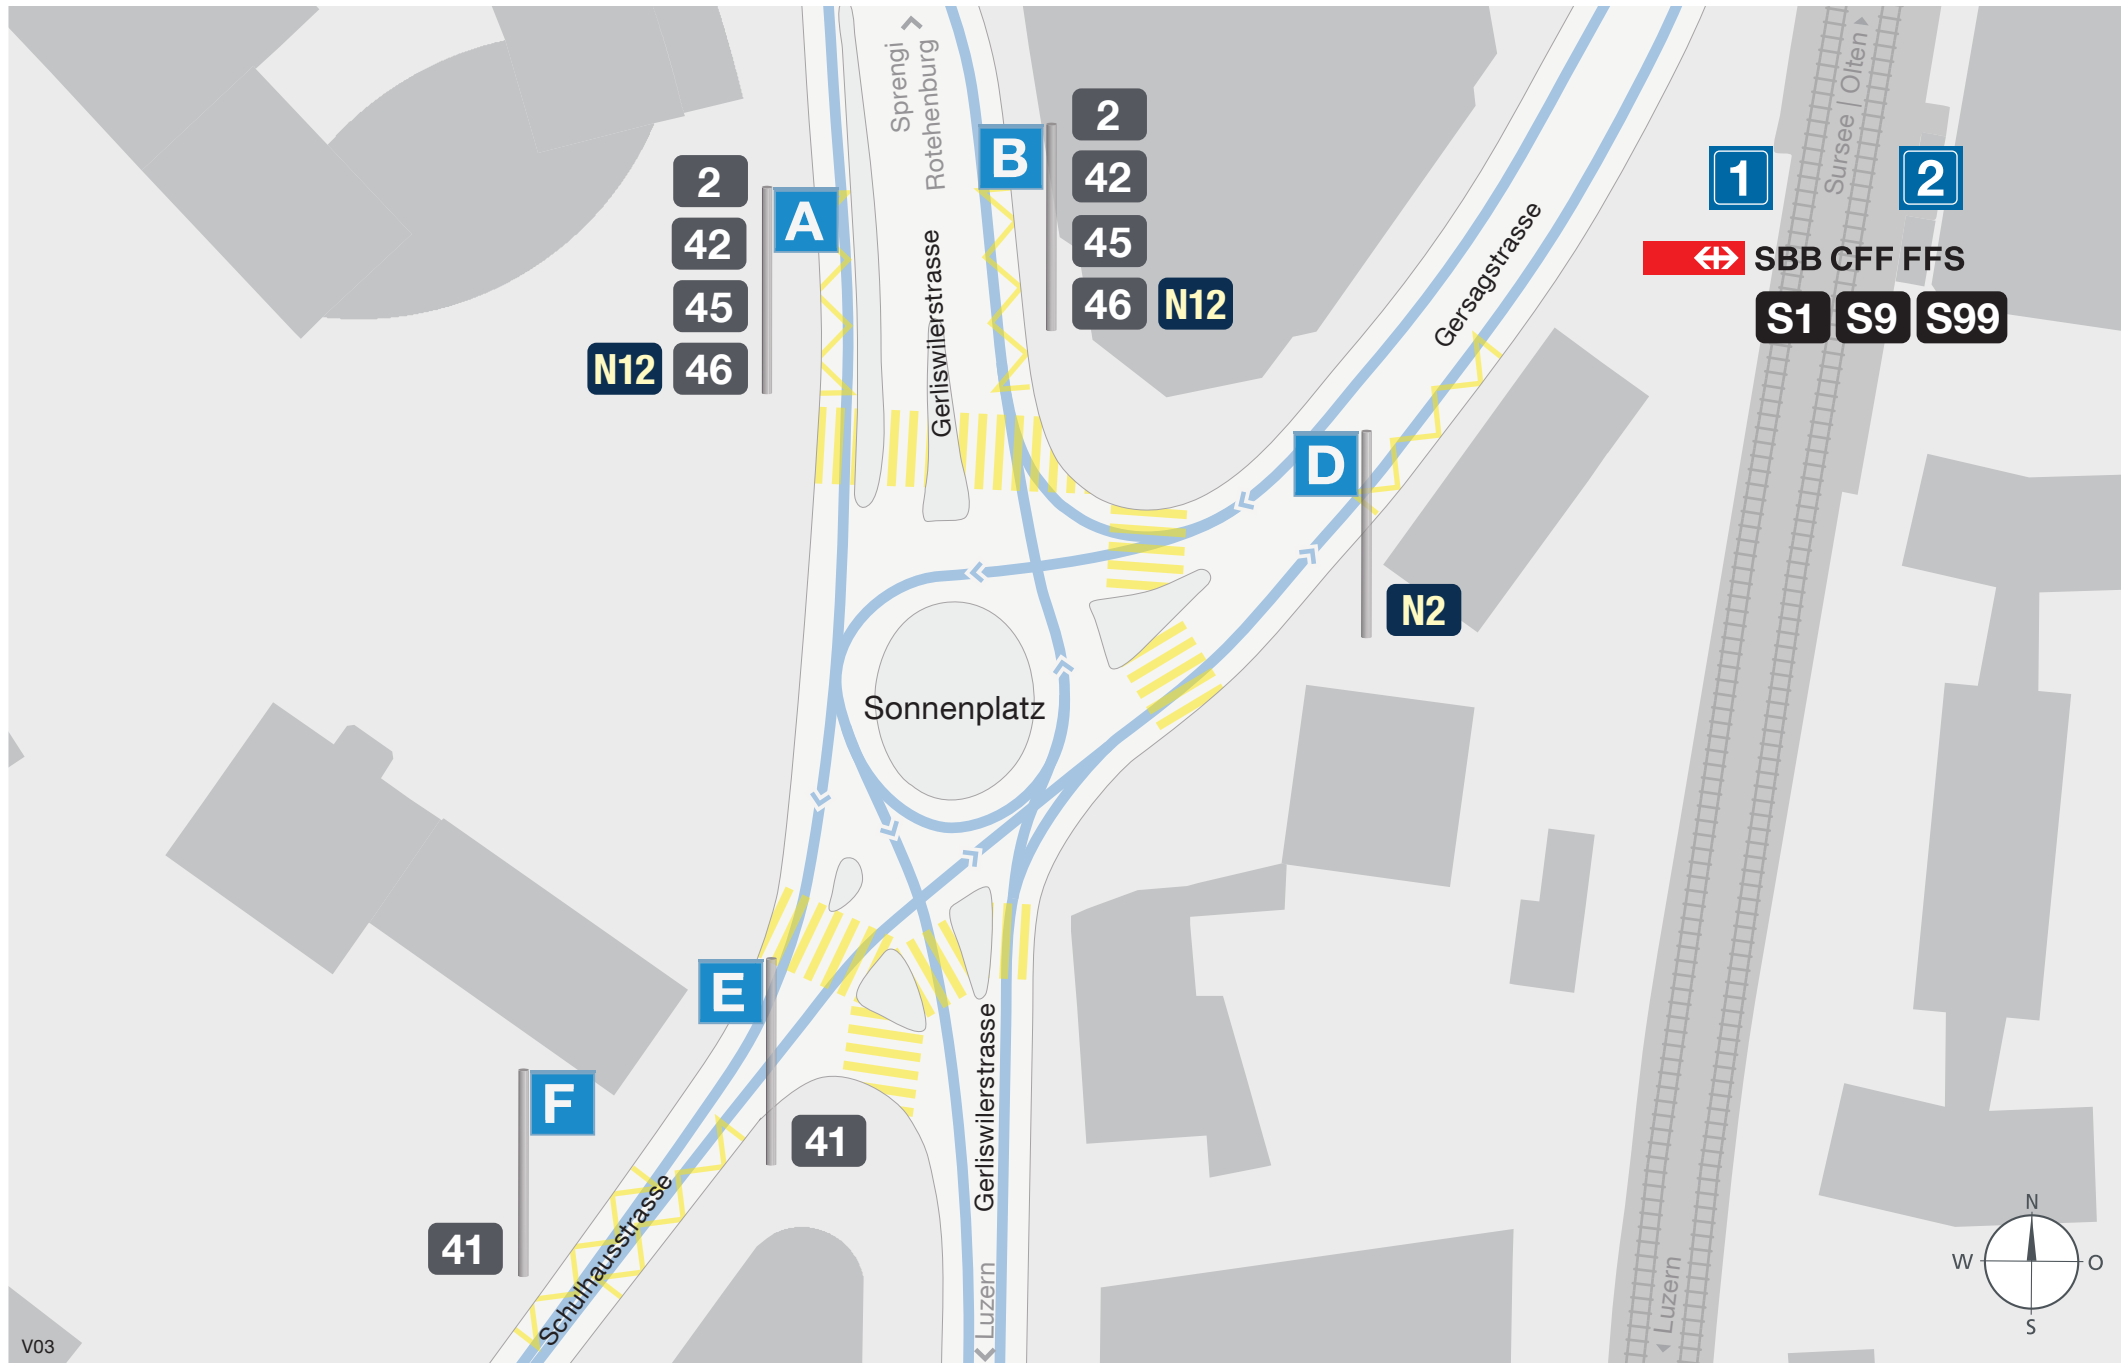 Sprengi
Rotehenburg
Sursee | Olten
B
2
42
45
46 N12
A
2
42
45
N12 46
1
2
SBB CFF FFS
S1 S9 S99
Gerliswilerstrasse
Gersagstrasse
D
N2
Sonnenplatz
E
41
F
41
Schulhausstrasse
Gerliswilerstrasse
Luzern
Luzern
N
W O
S
V03